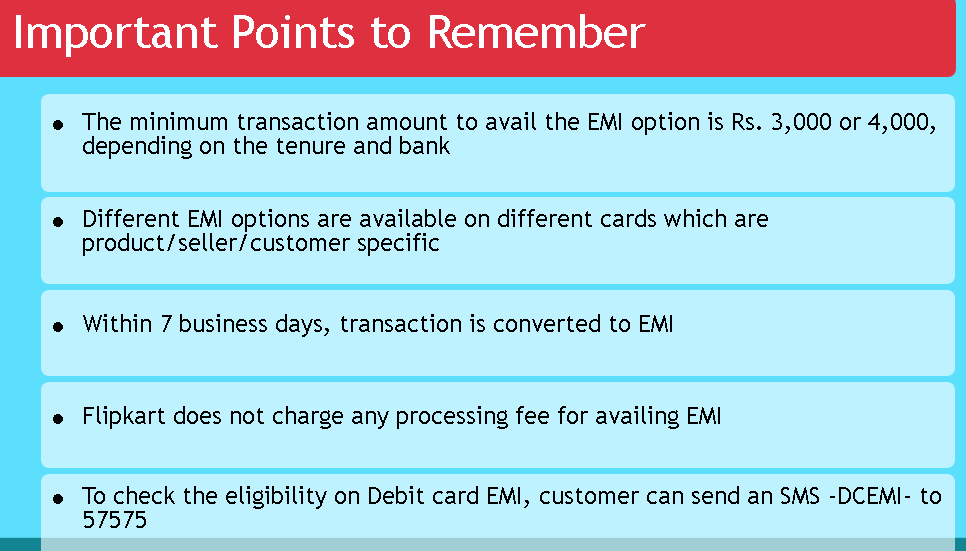 Important Points to Remember
• The minimum transaction amount to avail the EMI option is Rs. 3,000 or 4,000,
depending on the tenure and bank
• Different EMI options are available on different cards which are
product/seller/customer specific
• Within 7 business days, transaction is converted to EMI
• Flipkart does not charge any processing fee for availing EMI
• To check the eligibility on Debit card EMI, customer can send an SMS -DCEMI- to
57575